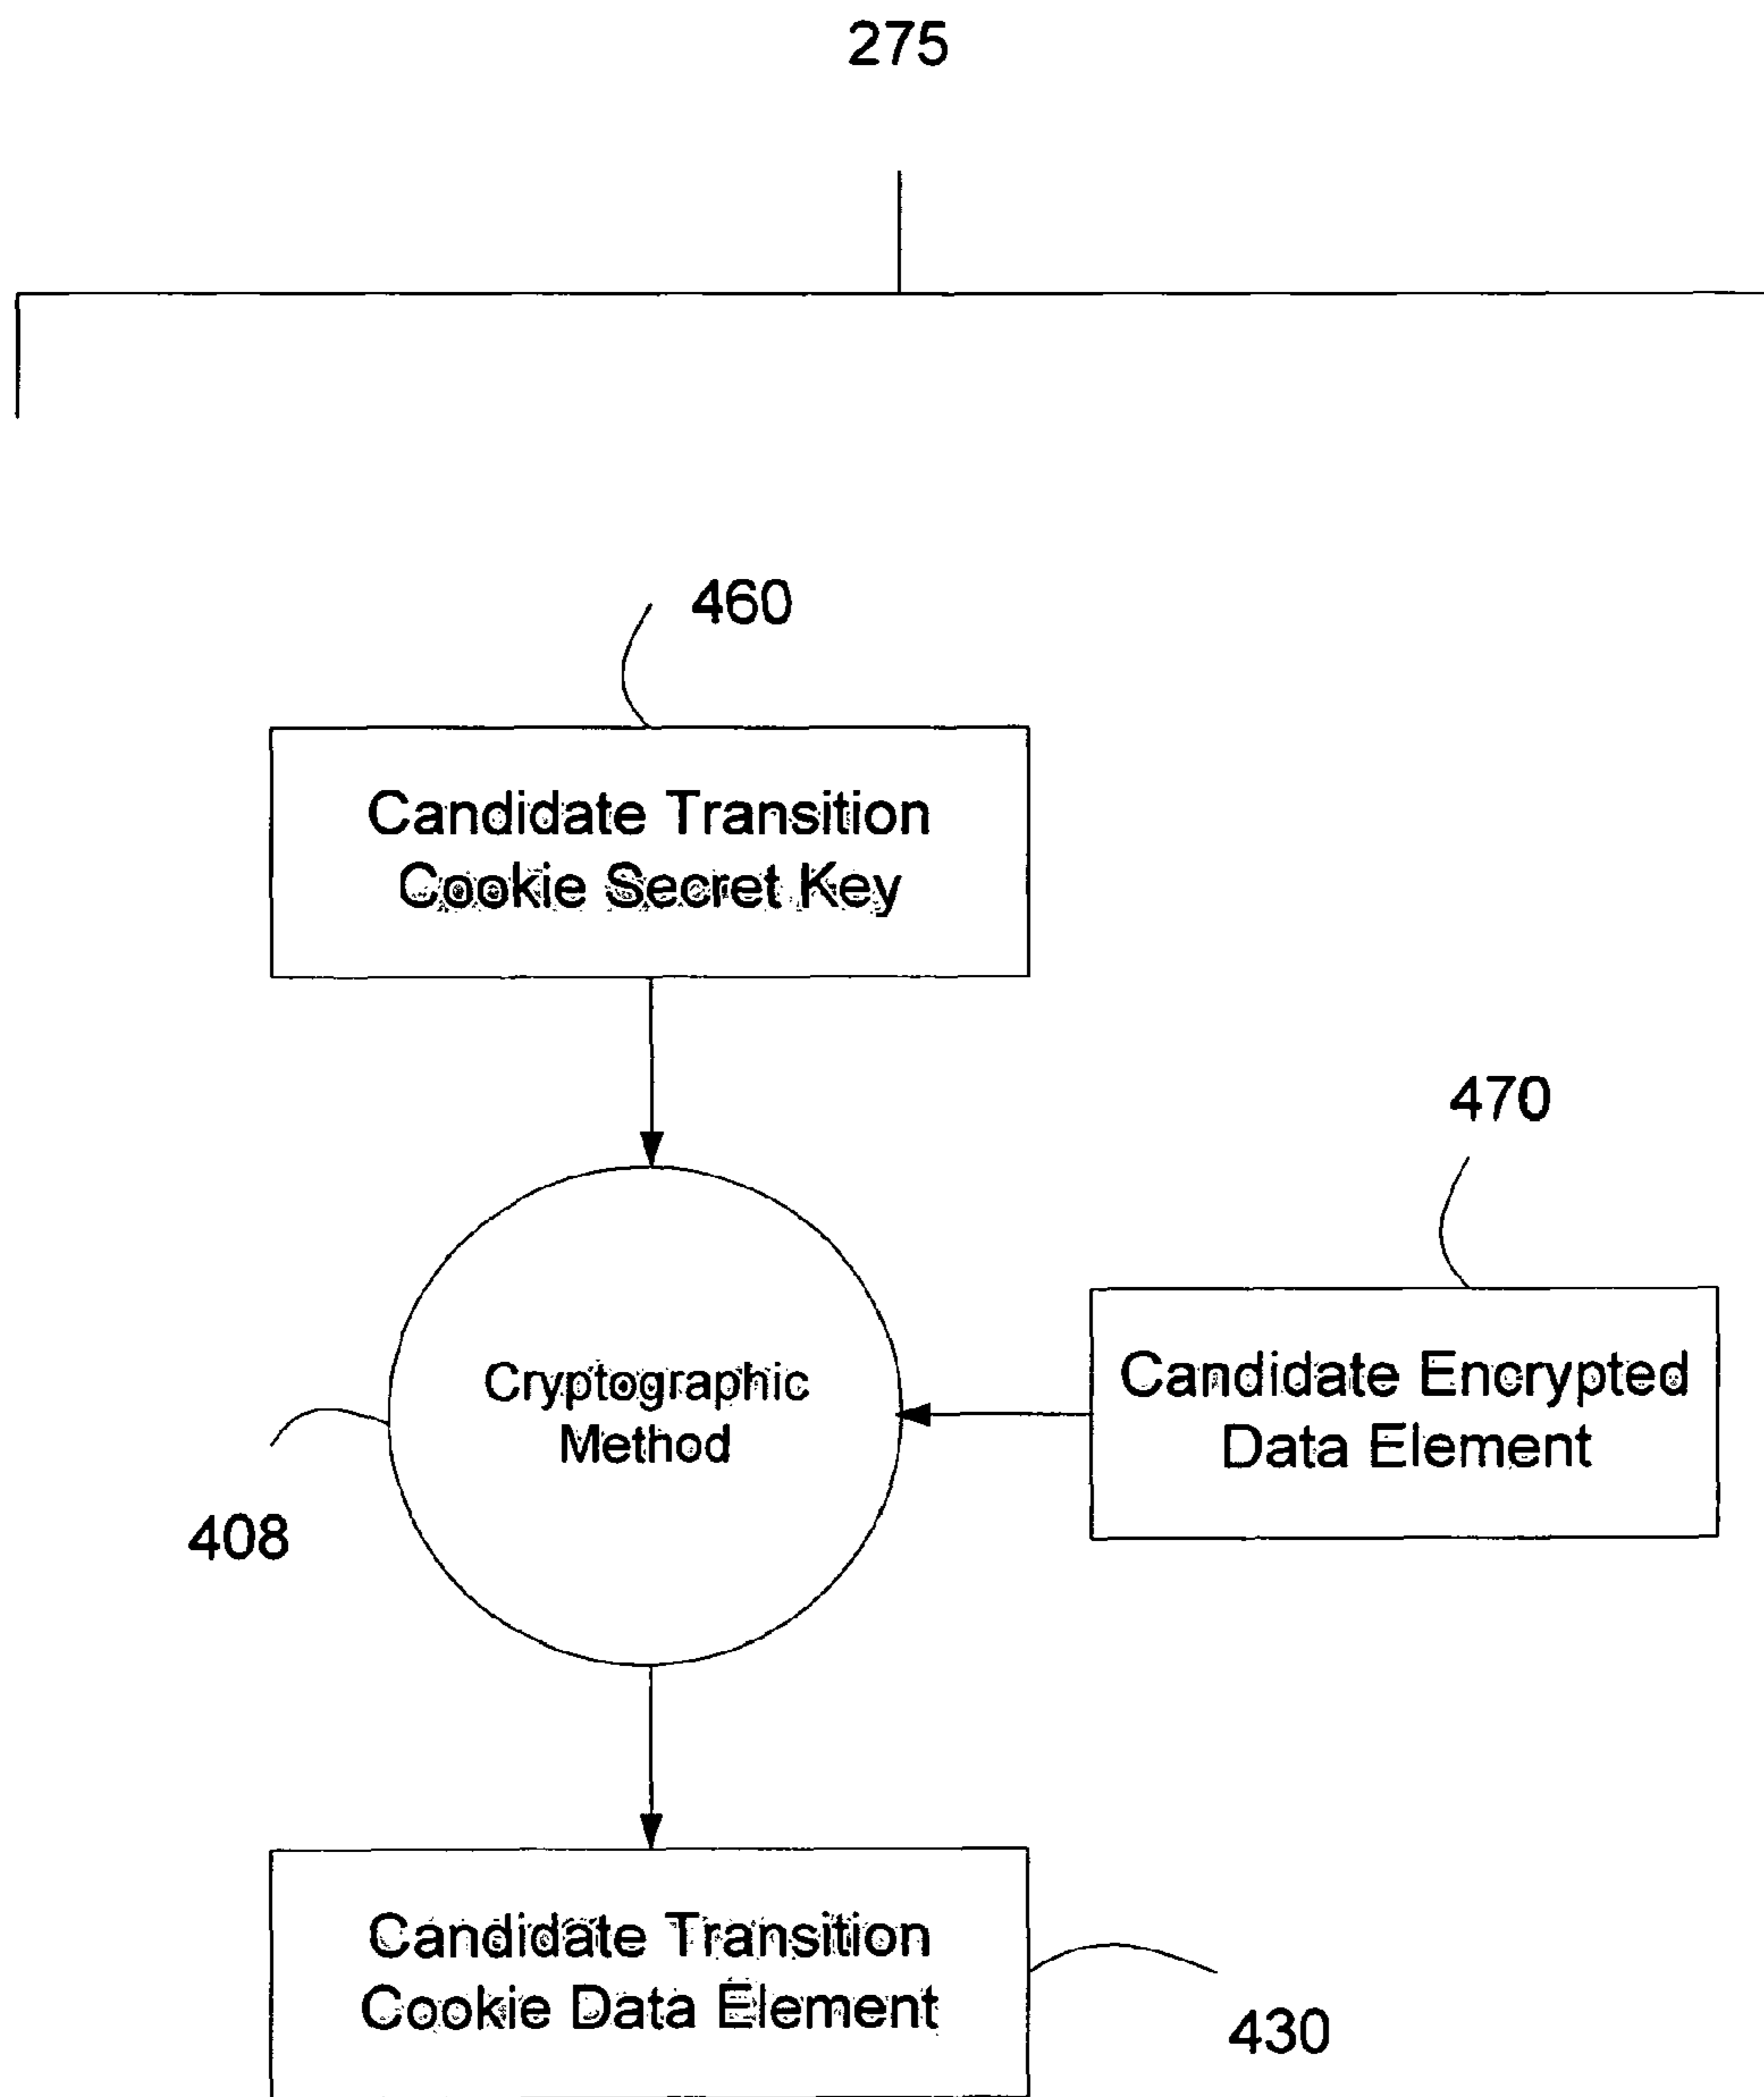 275
460
Candidate Transition
Cookie Secret Key
470
Cryptographic
Method
Candidate Encrypted
Data Element
408
Candidate Transition
Cookie Data Element
430